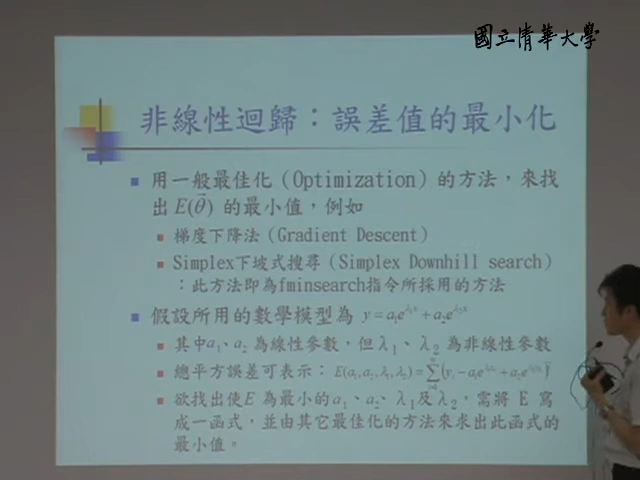 國立清華大學
非線性迴歸：誤差值的最小化
用一般最佳化（Optimization）的方法，來找
出 E(θ⃗) 的最小值，例如
梯度下降法（Gradient Descent）
Simplex下坡式搜尋（Simplex Downhill search）
：此方法即為fminsearch指令所採用的方法
假設所用的數學模型為 y = a₁e^{λ₁x} + a₂e^{λ₂x}
其中a₁、a₂ 為線性參數，但λ₁、λ₂ 為非線性參數
總平方誤差可表示：
欲找出使E 為最小的a₁、a₂、λ₁及λ₂，需將 E 寫
成一函式，並由其它最佳化的方法來求出此函式的
最小值。